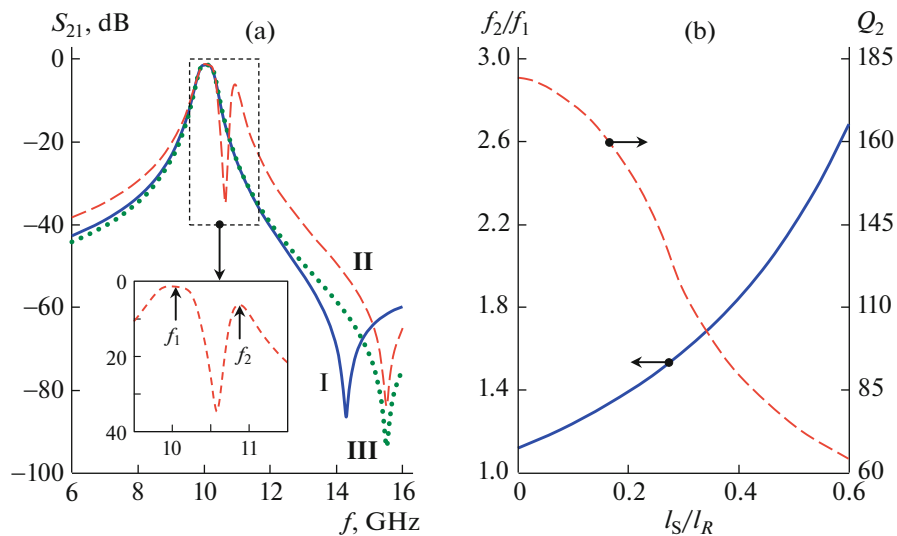 S21, dB
(a)
0
−20
−40
−60
−80
−100
6
8
10
12
14
16
f, GHz
I
II
III
0
20
40
10
11
f1
f2
f2/f1
(b)
Q2
3.0
2.6
2.2
1.8
1.4
1.0
185
160
145
110
85
60
0
0.2
0.4
0.6
lS/lR